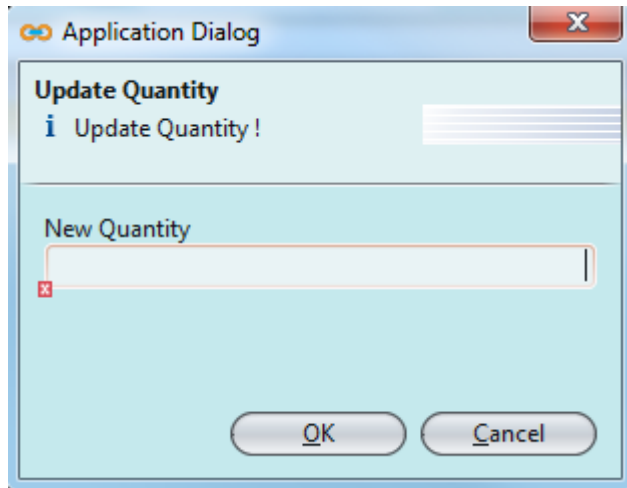 Application Dialog
Update Quantity
Update Quantity !
New Quantity
OK
Cancel